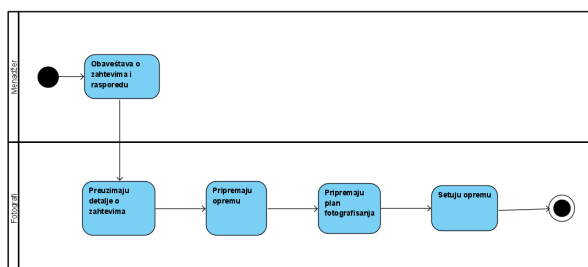 Menadžer
Obaveštava o
zahtevima i
rasporedu
Fotografi
Preuzimaju
detalje o
zahtevima
Pripremaju
opremu
Pripremaju
plan
fotografisanja
Setuju opremu